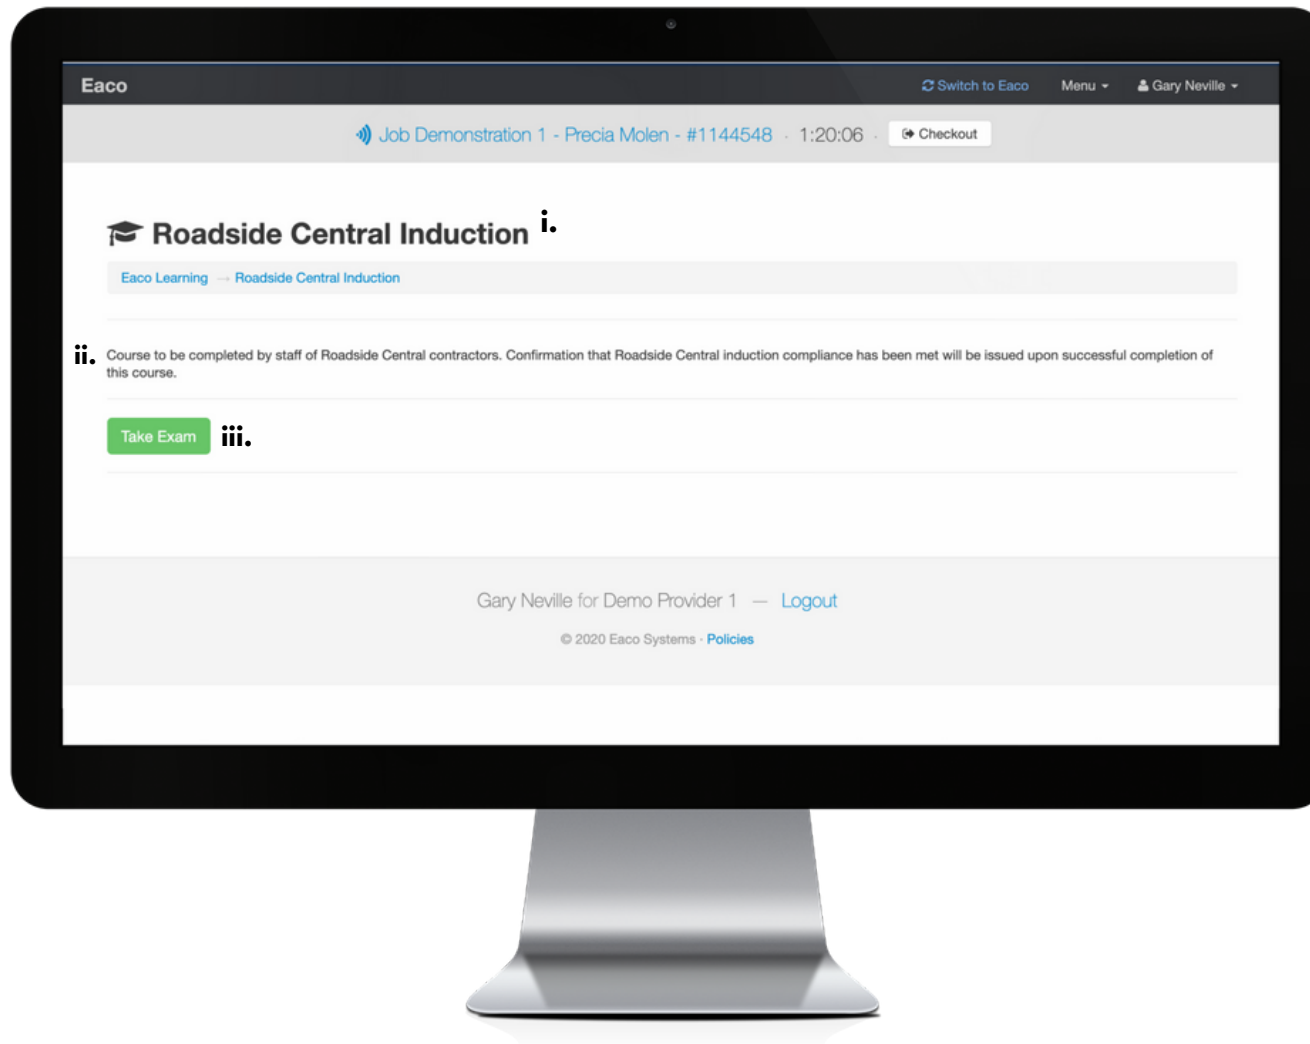 Eaco
Switch to Eaco
Menu
Gary Neville
Job Demonstration 1 - Precia Molen - #1144548 · 1:20:06 ·
Checkout
Roadside Central Induction i.
Eaco Learning → Roadside Central Induction
ii. Course to be completed by staff of Roadside Central contractors. Confirmation that Roadside Central induction compliance has been met will be issued upon successful completion of
this course.
Take Exam iii.
Gary Neville for Demo Provider 1 — Logout
© 2020 Eaco Systems · Policies